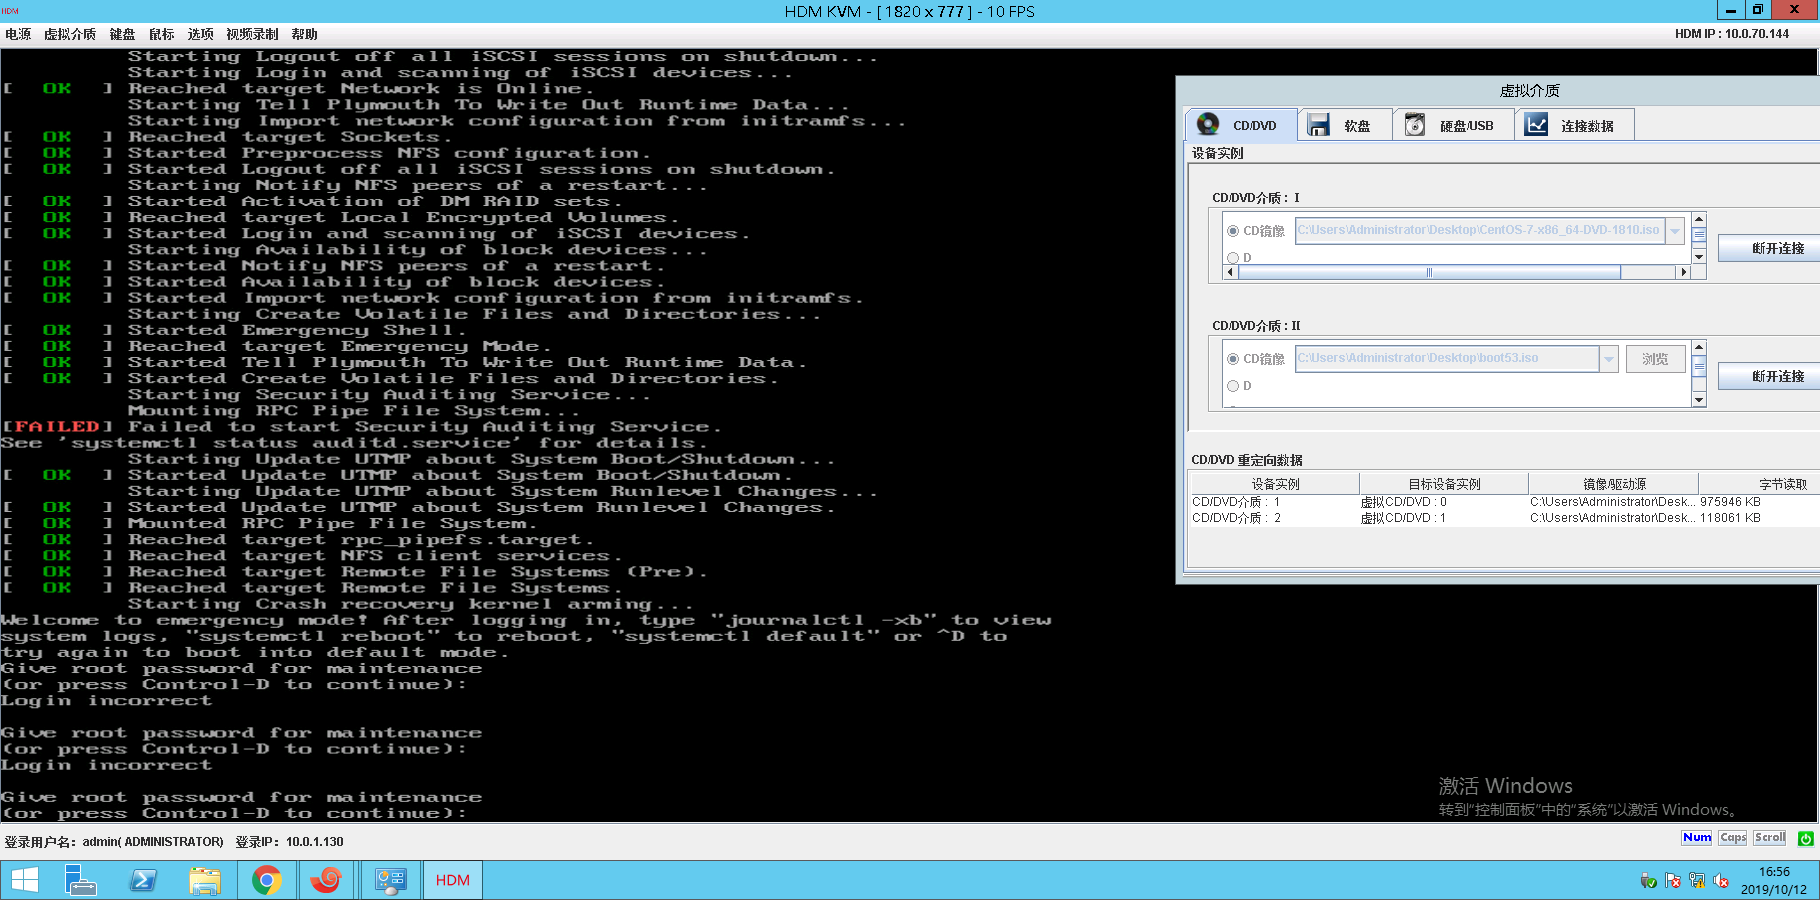 HDM
HDM KVM - [ 1820 x 777 ] - 10 FPS
电源 虚拟介质 键盘 鼠标 选项 视频录制 帮助
HDM IP : 10.0.70.144
Starting Logout off all iSCSI sessions on shutdown...
Starting Login and scanning of iSCSI devices...
[  OK  ] Reached target Network is Online.
Starting Tell Plymouth To Write Out Runtime Data...
Starting Import network configuration from initramfs...
[  OK  ] Reached target Sockets.
[  OK  ] Started Preprocess NFS configuration.
[  OK  ] Started Logout off all iSCSI sessions on shutdown.
Starting Notify NFS peers of a restart...
[  OK  ] Started Activation of DM RAID sets.
[  OK  ] Reached target Local Encrypted Volumes.
[  OK  ] Started Login and scanning of iSCSI devices.
Starting Availability of block devices...
[  OK  ] Started Notify NFS peers of a restart.
[  OK  ] Started Availability of block devices.
[  OK  ] Started Import network configuration from initramfs.
Starting Create Volatile Files and Directories...
[  OK  ] Started Emergency Shell.
[  OK  ] Reached target Emergency Mode.
[  OK  ] Started Tell Plymouth To Write Out Runtime Data.
[  OK  ] Started Create Volatile Files and Directories.
Starting Security Auditing Service...
Mounting RPC Pipe File System...
[FAILED] Failed to start Security Auditing Service.
See 'systemctl status auditd.service' for details.
Starting Update UTMP about System Boot/Shutdown...
[  OK  ] Started Update UTMP about System Boot/Shutdown.
Starting Update UTMP about System Runlevel Changes...
[  OK  ] Started Update UTMP about System Runlevel Changes.
[  OK  ] Mounted RPC Pipe File System.
[  OK  ] Reached target rpc_pipefs.target.
[  OK  ] Reached target NFS client services.
[  OK  ] Reached target Remote File Systems (Pre).
[  OK  ] Reached target Remote File Systems.
Starting Crash recovery kernel arming...
Welcome to emergency mode! After logging in, type "journalctl -xb" to view
system logs, "systemctl reboot" to reboot, "systemctl default" or ^D to
try again to boot into default mode.
Give root password for maintenance
(or press Control-D to continue):
Login incorrect
Give root password for maintenance
(or press Control-D to continue):
Login incorrect
Give root password for maintenance
(or press Control-D to continue):
虚拟介质
CD/DVD 软盘 硬盘/USB 连接数据
设备实例
CD/DVD介质 : I
CD镜像 C:\Users\Administrator\Desktop\CentOS-7-x86_64-DVD-1810.iso
断开连接
D
CD/DVD介质 : II
CD镜像 C:\Users\Administrator\Desktop\boot53.iso 浏览
断开连接
D
CD/DVD 重定向数据
设备实例 目标设备实例 镜像/驱动源 字节读取
CD/DVD介质 : 1 虚拟CD/DVD : 0 C:\Users\Administrator\Desk... 975946 KB
CD/DVD介质 : 2 虚拟CD/DVD : 1 C:\Users\Administrator\Desk... 118061 KB
激活 Windows
转到"控制面板"中的"系统"以激活 Windows。
登录用户名：admin( ADMINISTRATOR) 登录IP：10.0.1.130
Num Caps Scroll
HDM
16:56
2019/10/12